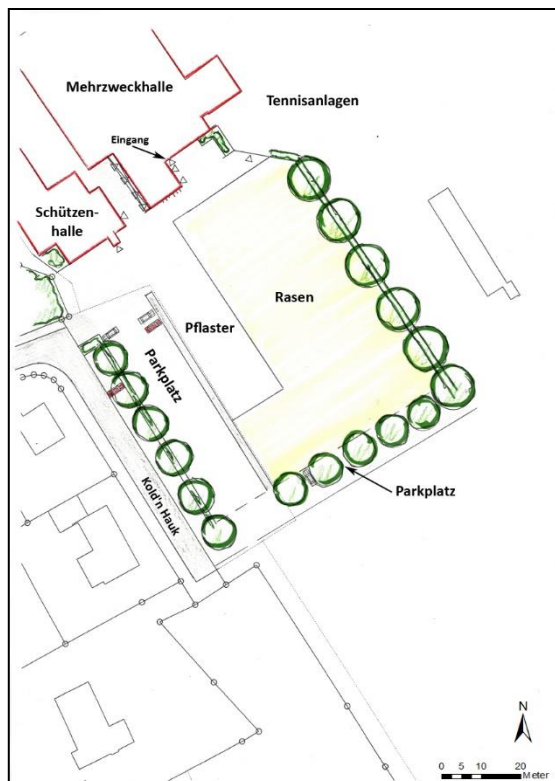 Mehrzweckhalle
Tennisanlagen
Eingang
Schützen-
halle
Rasen
Pflaster
Parkplatz
Kold'n Hauk
Parkplatz
N
0 5 10 20
Meter